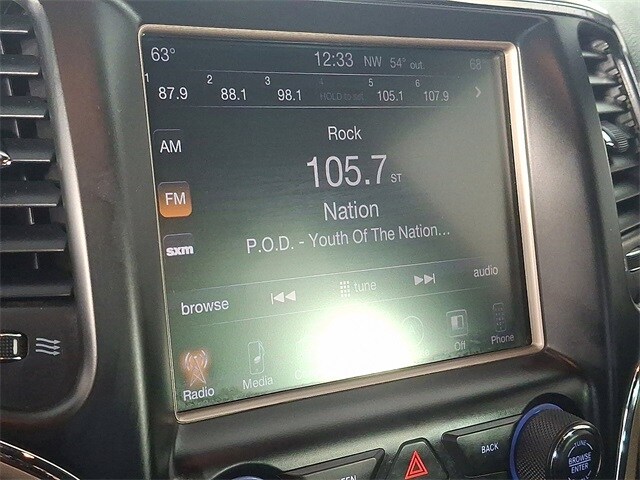 63° 12:33 NW 54° out. 68
1 87.9 2 88.1 3 98.1 4 HOLD to set 5 105.1 6 107.9
Rock
AM
105.7 ST
FM
Nation
P.O.D. - Youth Of The Nation...
sxm
browse tune audio
Radio Media Off Phone
BACK
TUNE
BROWSE
ENTER